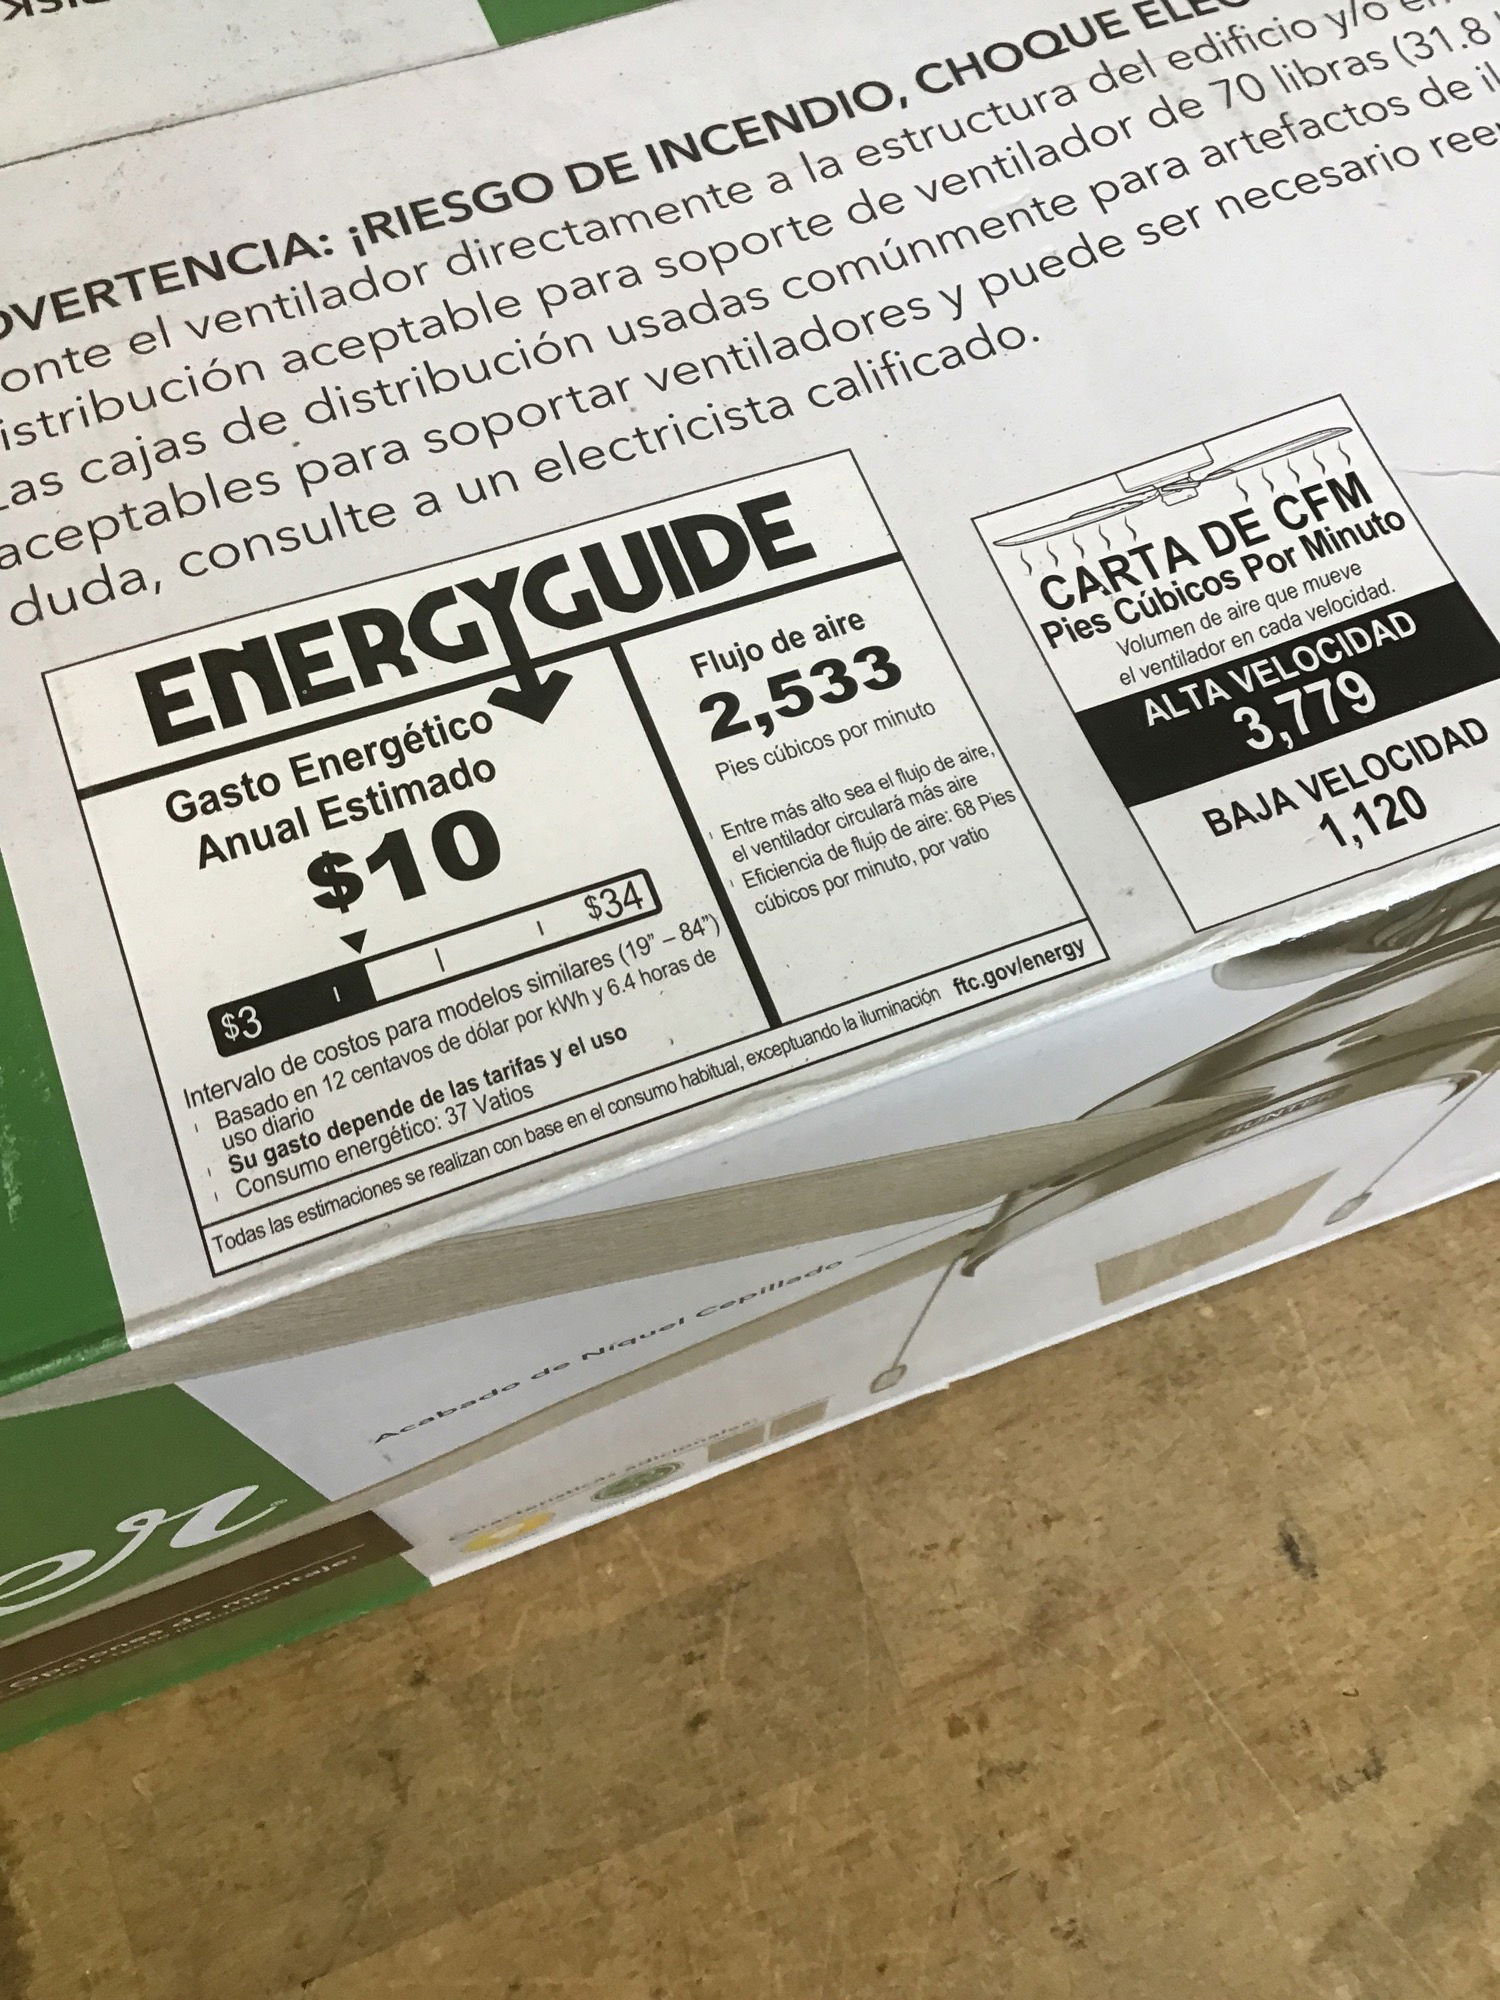 ADVERTENCIA: ¡RIESGO DE INCENDIO, CHOQUE
el ventilador directamente a la estructura del edificio y/o
aceptable para soporte de ventilador de 70 libras (31.8
Las cajas de distribución usadas comúnmente para artefactos de
aceptables para soportar ventiladores y puede ser necesario
duda, consulte a un electricista calificado.
ENERGYGUIDE
Gasto Energético
Anual Estimado
$10
$3
$34
Intervalo de costos para modelos similares (19" – 84")
Basado en 12 centavos de dólar por kWh y 6.4 horas de
uso diario
Su gasto depende de las tarifas y el uso
Consumo energético: 37 Vatios
Flujo de aire
2,533
Pies cúbicos por minuto
Entre más alto sea el flujo de aire,
el ventilador circulará más aire
Eficiencia de flujo de aire: 68 Pies
cúbicos por minuto, por vatio
Todas las estimaciones se realizan con base en el consumo habitual, exceptuando la iluminación ftc.gov/energy
CARTA DE CFM
Pies Cúbicos Por Minuto
Volumen de aire que mueve
el ventilador en cada velocidad.
ALTA VELOCIDAD
3,779
BAJA VELOCIDAD
1,120
HUNTER
Acabado de Níquel Cepillado
Características adicionales:
er
Opciones de montaje: